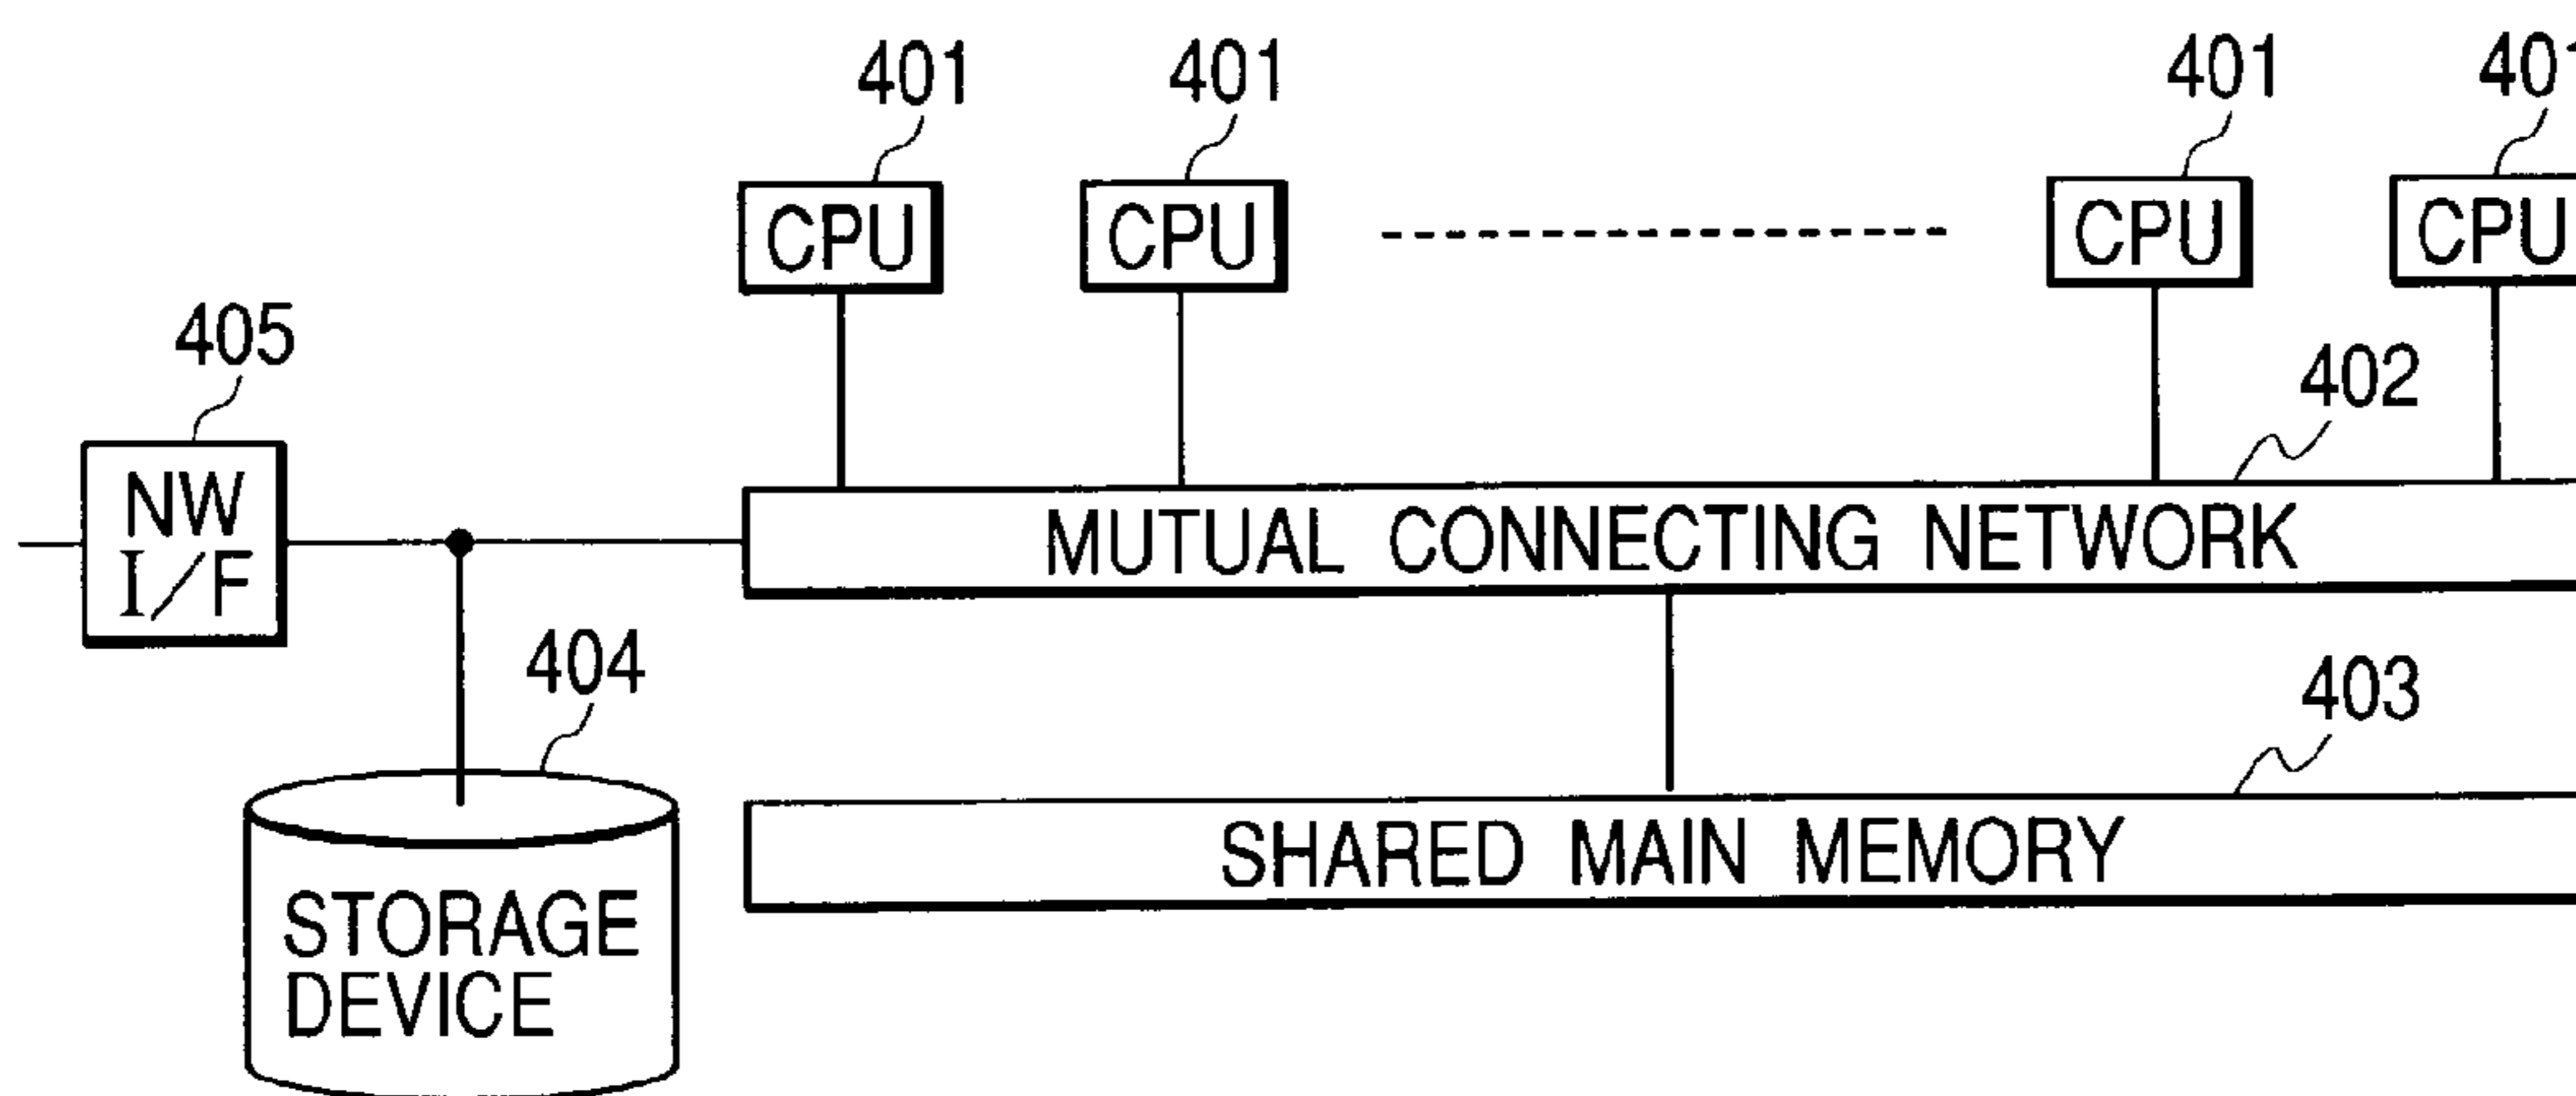 401 401 401 401
CPU CPU CPU CPU
405
402
NW
I/F
MUTUAL CONNECTING NETWORK
404
403
SHARED MAIN MEMORY
STORAGE
DEVICE